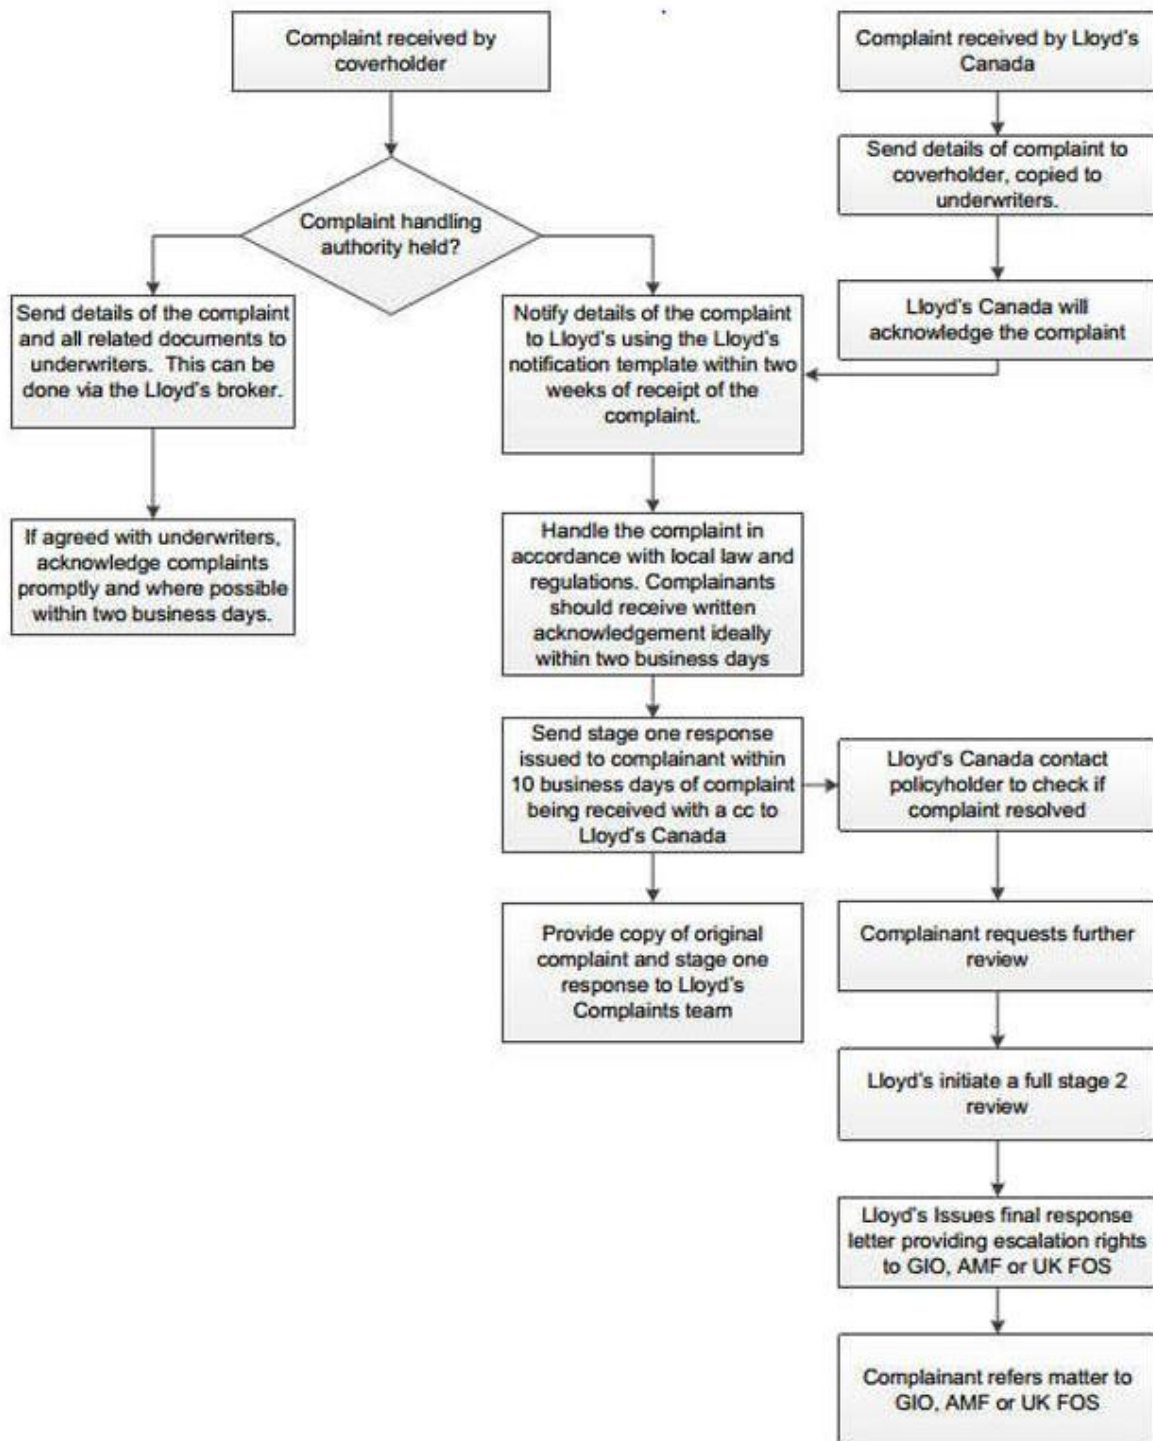 Complaint received by
coverholder
Complaint received by Lloyd's
Canada
Send details of complaint to
coverholder, copied to
underwriters.
Complaint handling
authority held?
Send details of the complaint
and all related documents to
underwriters. This can be
done via the Lloyd's broker.
Notify details of the complaint
to Lloyd's using the Lloyd's
notification template within two
weeks of receipt of the
complaint.
Lloyd's Canada will
acknowledge the complaint
If agreed with underwriters,
acknowledge complaints
promptly and where possible
within two business days.
Handle the complaint in
accordance with local law and
regulations. Complainants
should receive written
acknowledgement ideally
within two business days
Send stage one response
issued to complainant within
10 business days of complaint
being received with a cc to
Lloyd's Canada
Lloyd's Canada contact
policyholder to check if
complaint resolved
Provide copy of original
complaint and stage one
response to Lloyd's
Complaints team
Complainant requests further
review
Lloyd's initiate a full stage 2
review
Lloyd's Issues final response
letter providing escalation rights
to GIO, AMF or UK FOS
Complainant refers matter to
GIO, AMF or UK FOS